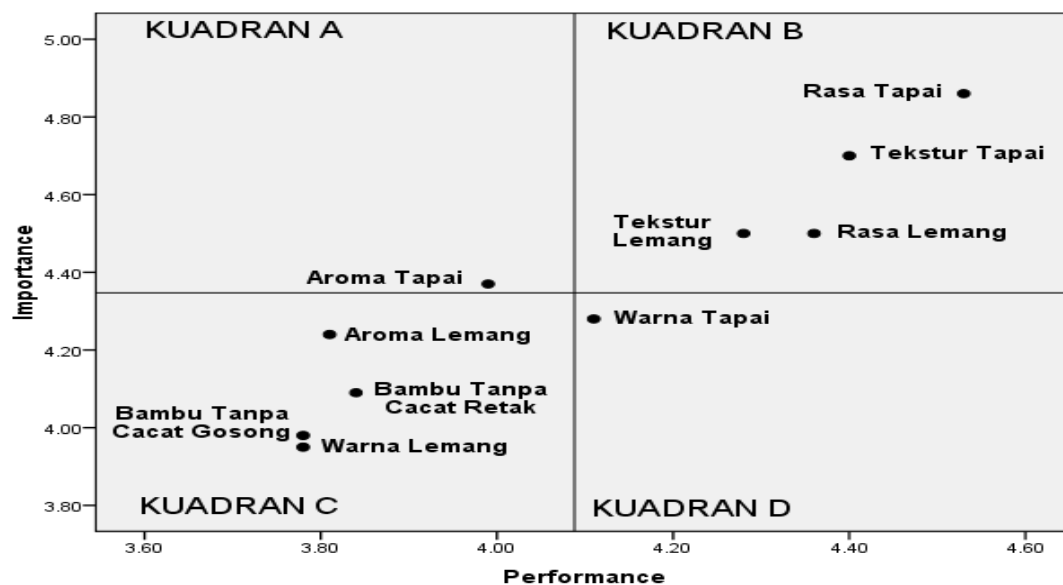 KUADRAN A
KUADRAN B
5.00
Rasa Tapai
4.80
Tekstur Tapai
4.60
Tekstur
Lemang
Rasa Lemang
Importance
4.40
Aroma Tapai
Warna Tapai
Aroma Lemang
4.20
Bambu Tanpa
Cacat Retak
Bambu Tanpa
Cacat Gosong
4.00
Warna Lemang
3.80
KUADRAN C
KUADRAN D
3.60
3.80
4.00
4.20
4.40
4.60
Performance